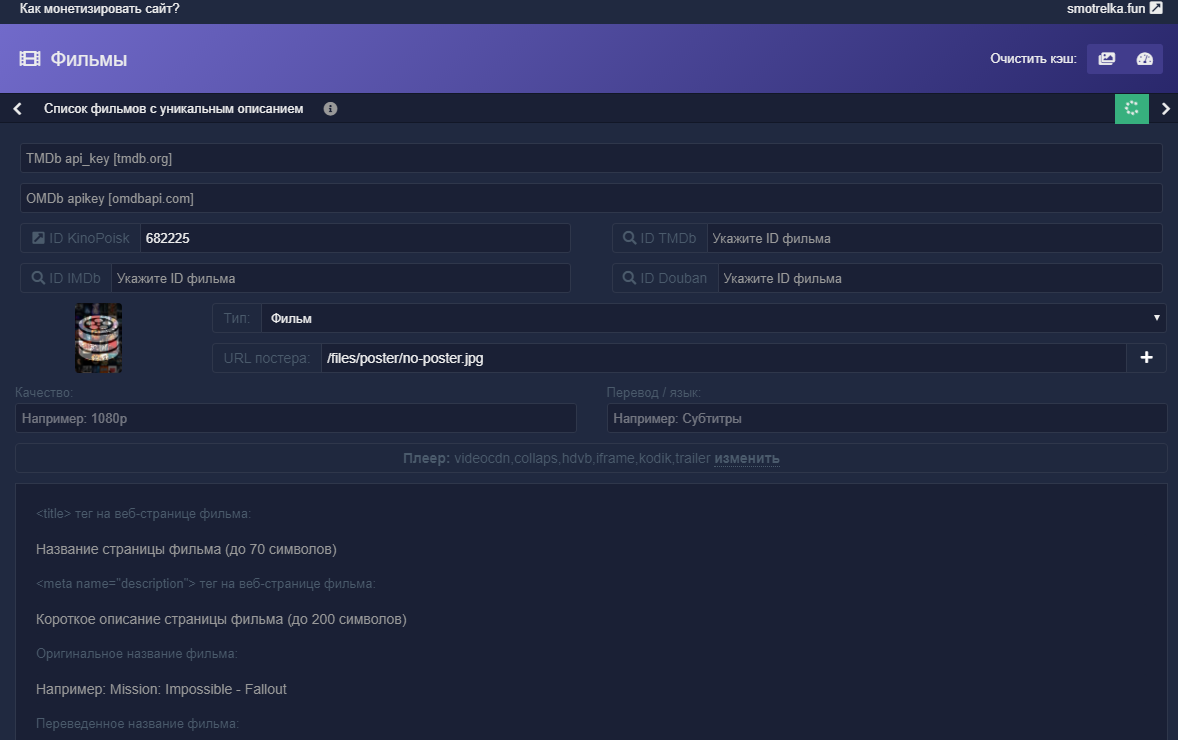 Как монетизировать сайт?
smotrelka.fun
Фильмы
Очистить кэш:
Список фильмов с уникальным описанием
TMDb api_key [tmdb.org]
OMDb apikey [omdbapi.com]
ID KinoPoisk 682225
ID TMDb Укажите ID фильма
ID IMDb Укажите ID фильма
ID Douban Укажите ID фильма
Тип: Фильм
URL постера: /files/poster/no-poster.jpg
Качество:
Перевод / язык:
Например: 1080p
Например: Субтитры
Плеер: videocdn,collaps,hdvb,iframe,kodik,trailer изменить
<title> тег на веб-странице фильма:
Название страницы фильма (до 70 символов)
<meta name="description"> тег на веб-странице фильма:
Короткое описание страницы фильма (до 200 символов)
Оригинальное название фильма:
Например: Mission: Impossible - Fallout
Переведенное название фильма: